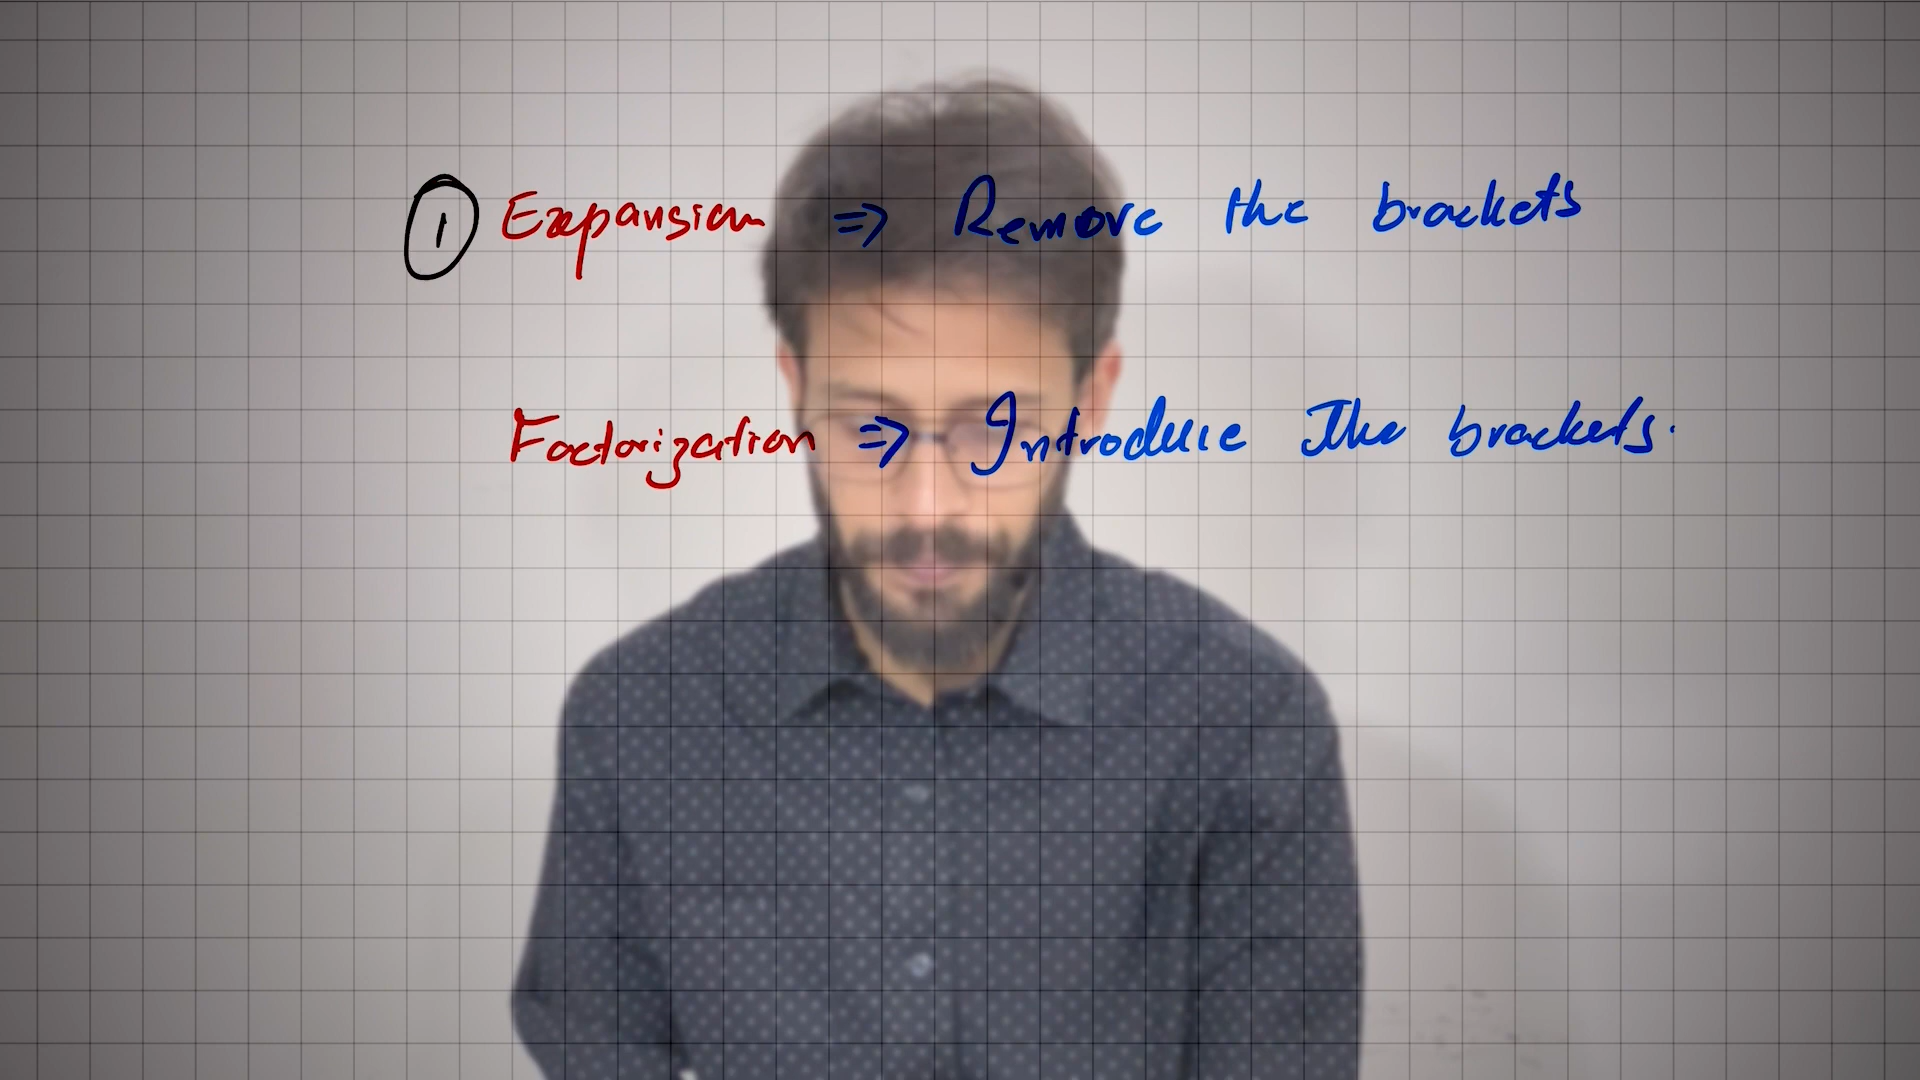 ① Expansion ⇒ Remove the brackets
Factorization ⇒ Introduce the brackets.